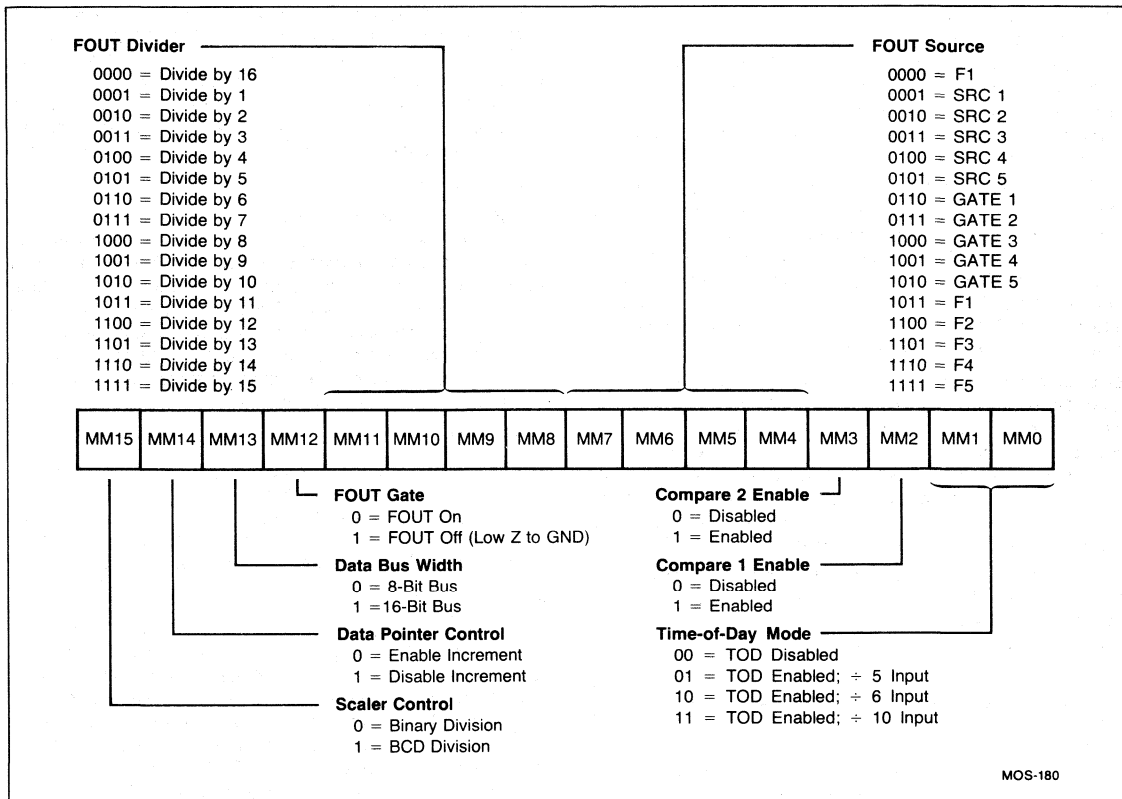 FOUT Divider
0000 = Divide by 16
0001 = Divide by 1
0010 = Divide by 2
0011 = Divide by 3
0100 = Divide by 4
0101 = Divide by 5
0110 = Divide by 6
0111 = Divide by 7
1000 = Divide by 8
1001 = Divide by 9
1010 = Divide by 10
1011 = Divide by 11
1100 = Divide by 12
1101 = Divide by 13
1110 = Divide by 14
1111 = Divide by 15
FOUT Source
0000 = F1
0001 = SRC 1
0010 = SRC 2
0011 = SRC 3
0100 = SRC 4
0101 = SRC 5
0110 = GATE 1
0111 = GATE 2
1000 = GATE 3
1001 = GATE 4
1010 = GATE 5
1011 = F1
1100 = F2
1101 = F3
1110 = F4
1111 = F5
MM15 MM14 MM13 MM12 MM11 MM10 MM9 MM8 MM7 MM6 MM5 MM4 MM3 MM2 MM1 MM0
FOUT Gate
0 = FOUT On
1 = FOUT Off (Low Z to GND)
Data Bus Width
0 = 8-Bit Bus
1 = 16-Bit Bus
Data Pointer Control
0 = Enable Increment
1 = Disable Increment
Scaler Control
0 = Binary Division
1 = BCD Division
Compare 2 Enable
0 = Disabled
1 = Enabled
Compare 1 Enable
0 = Disabled
1 = Enabled
Time-of-Day Mode
00 = TOD Disabled
01 = TOD Enabled; ÷ 5 Input
10 = TOD Enabled; ÷ 6 Input
11 = TOD Enabled; ÷ 10 Input
MOS-180